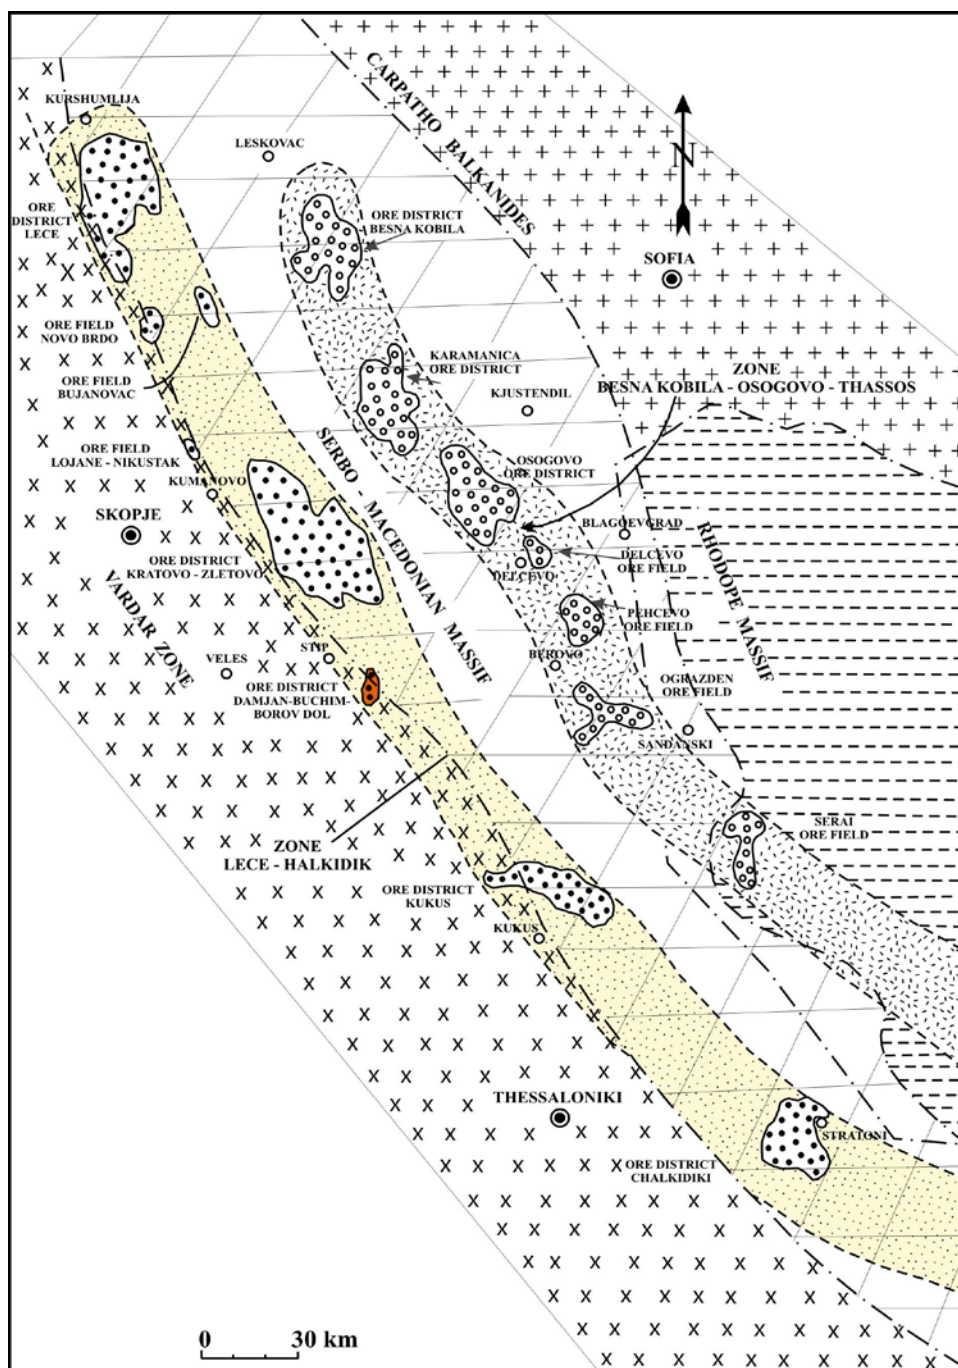 KURSHUMLIJA
LESKOVAC
CARPATHO BALKANIDES
N
ORE
DISTRICT
LECE
ORE DISTRICT
BESNA KOBILA
SOFIA
ORE FIELD
NOVO BRDO
KARAMANICA
ORE DISTRICT
ZONE
BESNA KOBILA - OSOGOVO - THASSOS
KJUSTENDIL
ORE FIELD
BUJANOVAC
ORE FIELD
LOJANE - NIKUSTAK
SERBO - MACEDONIAN MASSIF
OSOGOVO
ORE DISTRICT
KUMANOVO
SKOPJE
BLAGOEVGRAD
RHODOPE MASSIF
ORE DISTRICT
KRATOVO - ZLETOVO
DELCEVO
DELCEVO
ORE FIELD
VARDAR ZONE
PEHCEVO
ORE FIELD
STIP
VELES
BEROVO
ORE DISTRICT
DAMJAN-BUCHIM-
BOROV DOL
OGRAZDEN
ORE FIELD
SANDANSKI
SERAI
ORE FIELD
ZONE
LECE - HALKIDIK
ORE DISTRICT
KUKUS
KUKUS
THESSALONIKI
STRATONI
ORE DISTRICT
CHALKIDIKI
0 30 km